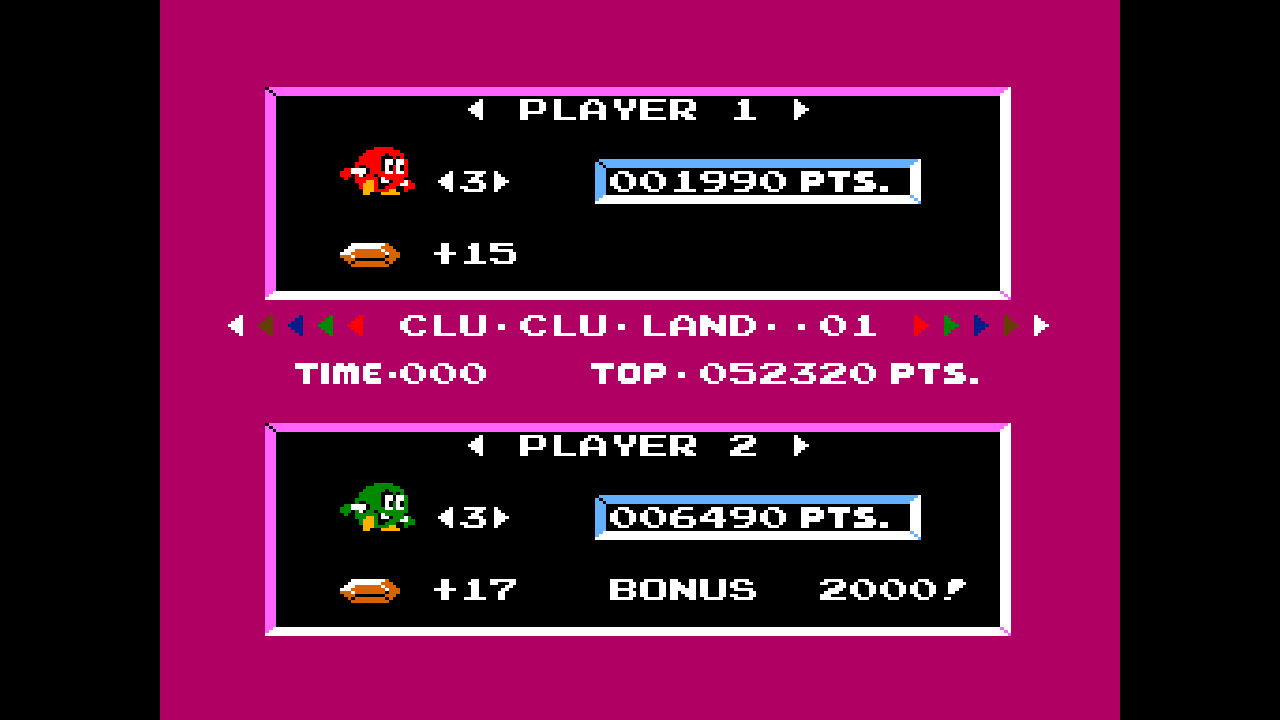 PLAYER 1
3 001990 PTS.
+15
CLU·CLU·LAND··01
TIME·000 TOP·052320 PTS.
PLAYER 2
3 006490 PTS.
+17 BONUS 2000!